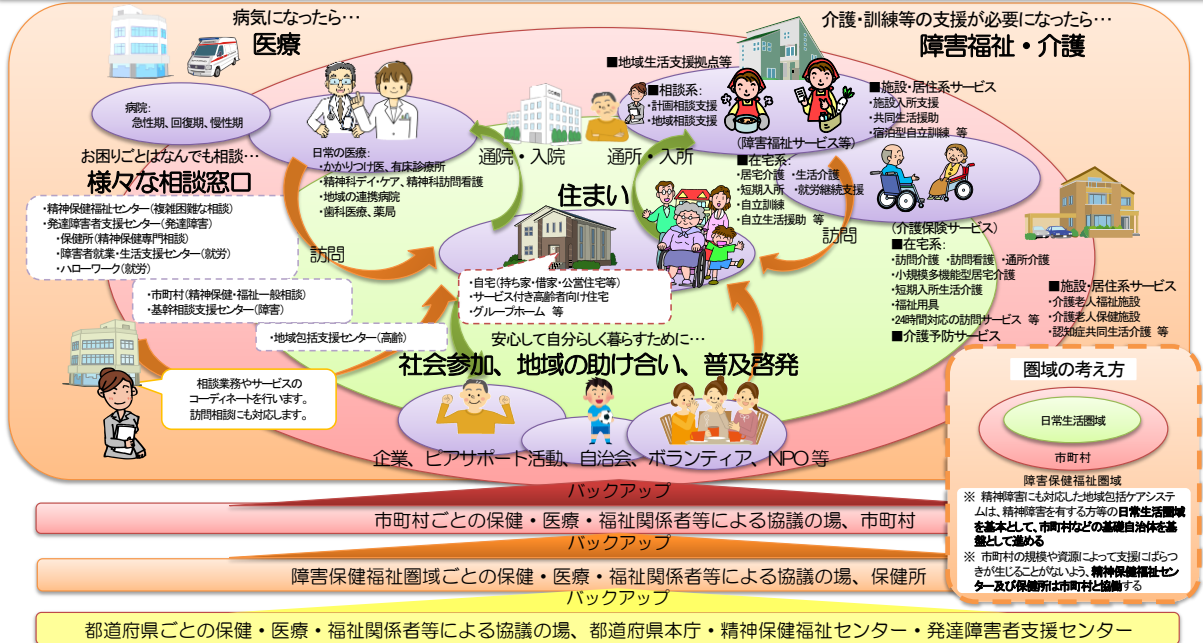 病気になったら…
医療
介護・訓練等の支援が必要になったら…
障害福祉・介護
病院：
急性期、回復期、慢性期
日常の医療：
・かかりつけ医、有床診療所
・精神科デイ・ケア、精神科訪問看護
・地域の連携病院
・歯科医療、薬局
■地域生活支援拠点等
■相談系：
・計画相談支援
・地域相談支援
(障害福祉サービス等)
■施設・居住系サービス
・施設入所支援
・共同生活援助
・宿泊型自立訓練 等
■在宅系：
・居宅介護 ・生活介護
・短期入所 ・就労継続支援
・自立訓練
・自立生活援助 等
通院・入院
通所・入所
お困りごとはなんでも相談…
様々な相談窓口
・精神保健福祉センター(複雑困難な相談)
・発達障害者支援センター(発達障害)
・保健所(精神保健専門相談)
・障害者就業・生活支援センター(就労)
・ハローワーク(就労)
・市町村(精神保健・福祉一般相談)
・基幹相談支援センター(障害)
・地域包括支援センター(高齢)
訪問
住まい
・自宅(持ち家・借家・公営住宅等)
・サービス付き高齢者向け住宅
・グループホーム 等
訪問
(介護保険サービス)
■在宅系：
・訪問介護 ・訪問看護 ・通所介護
・小規模多機能型居宅介護
・短期入所生活介護
・福祉用具
・24時間対応の訪問サービス 等
■介護予防サービス
■施設・居住系サービス
・介護老人福祉施設
・介護老人保健施設
・認知症共同生活介護 等
相談業務やサービスの
コーディネートを行います。
訪問相談にも対応します。
安心して自分らしく暮らすために…
社会参加、地域の助け合い、普及啓発
企業、ピアサポート活動、自治会、ボランティア、NPO等
圏域の考え方
日常生活圏域
市町村
障害保健福祉圏域
※ 精神障害にも対応した地域包括ケアシステ
ムは、精神障害を有する方等の日常生活圏域
を基本として、市町村などの基礎自治体を基
盤として進める
※ 市町村の規模や資源によって支援にばらつ
きが生じることがないよう、精神保健福祉セン
ター及び保健所は市町村と協働する
バックアップ
市町村ごとの保健・医療・福祉関係者等による協議の場、市町村
バックアップ
障害保健福祉圏域ごとの保健・医療・福祉関係者等による協議の場、保健所
バックアップ
都道府県ごとの保健・医療・福祉関係者等による協議の場、都道府県本庁・精神保健福祉センター・発達障害者支援センター